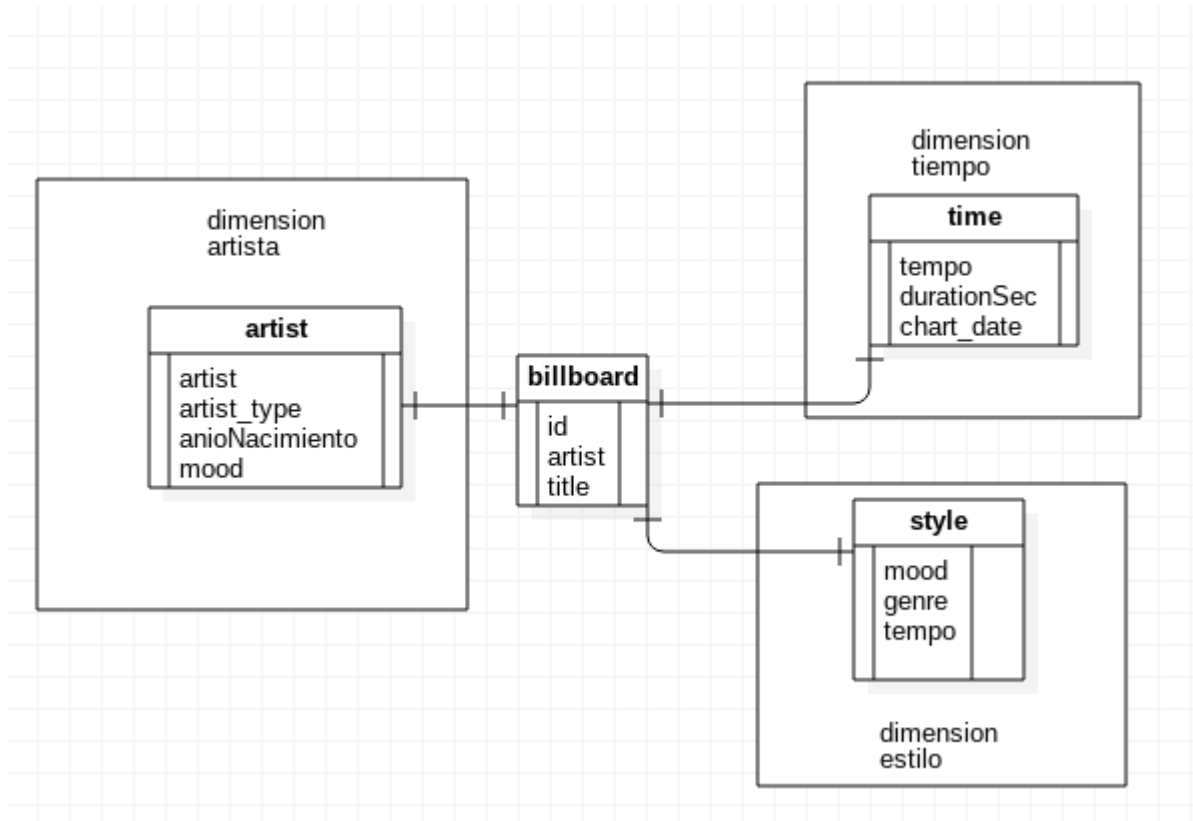 dimension
artista
artist
artist
artist_type
anioNacimiento
mood
billboard
id
artist
title
dimension
tiempo
time
tempo
durationSec
chart_date
style
mood
genre
tempo
dimension
estilo